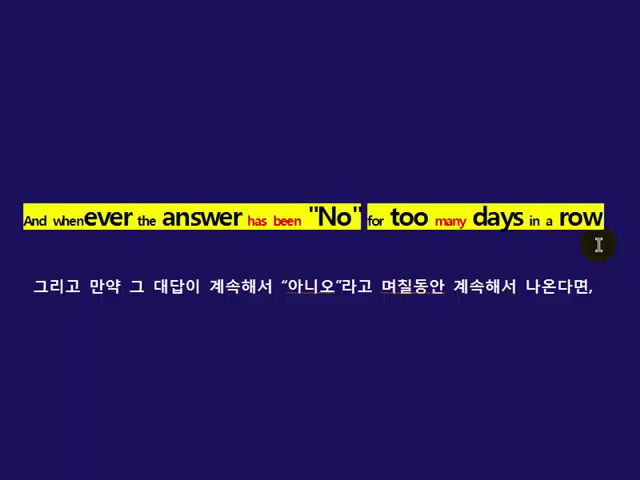 And whenever the answer has been "No" for too many days in a row
그리고 만약 그 대답이 계속해서 “아니오”라고 며칠동안 계속해서 나온다면,